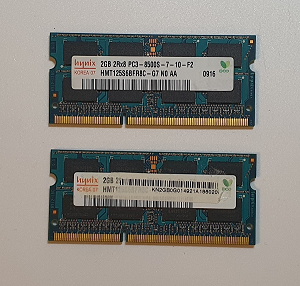 hynix
KOREA 07
2GB 2Rx8 PC3-8500S-7-10-F2
HMT125S6BFR8C-G7 N0 AA
0916
hynix
KOREA 07
2GB
HMT